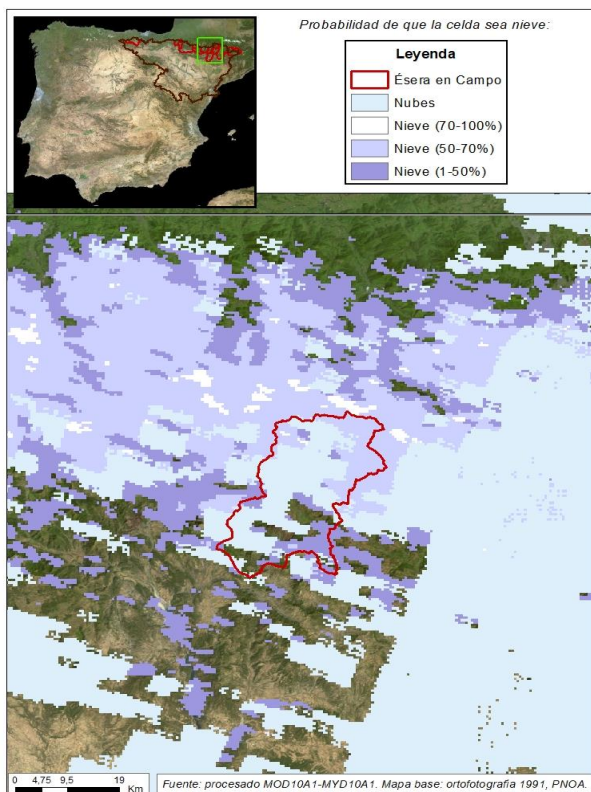 Probabilidad de que la celda sea nieve:
Leyenda
Ésera en Campo
Nubes
Nieve (70-100%)
Nieve (50-70%)
Nieve (1-50%)
0 4,75 9,5 19
Km
Fuente: procesado MOD10A1-MYD10A1. Mapa base: ortofotografia 1991, PNOA.